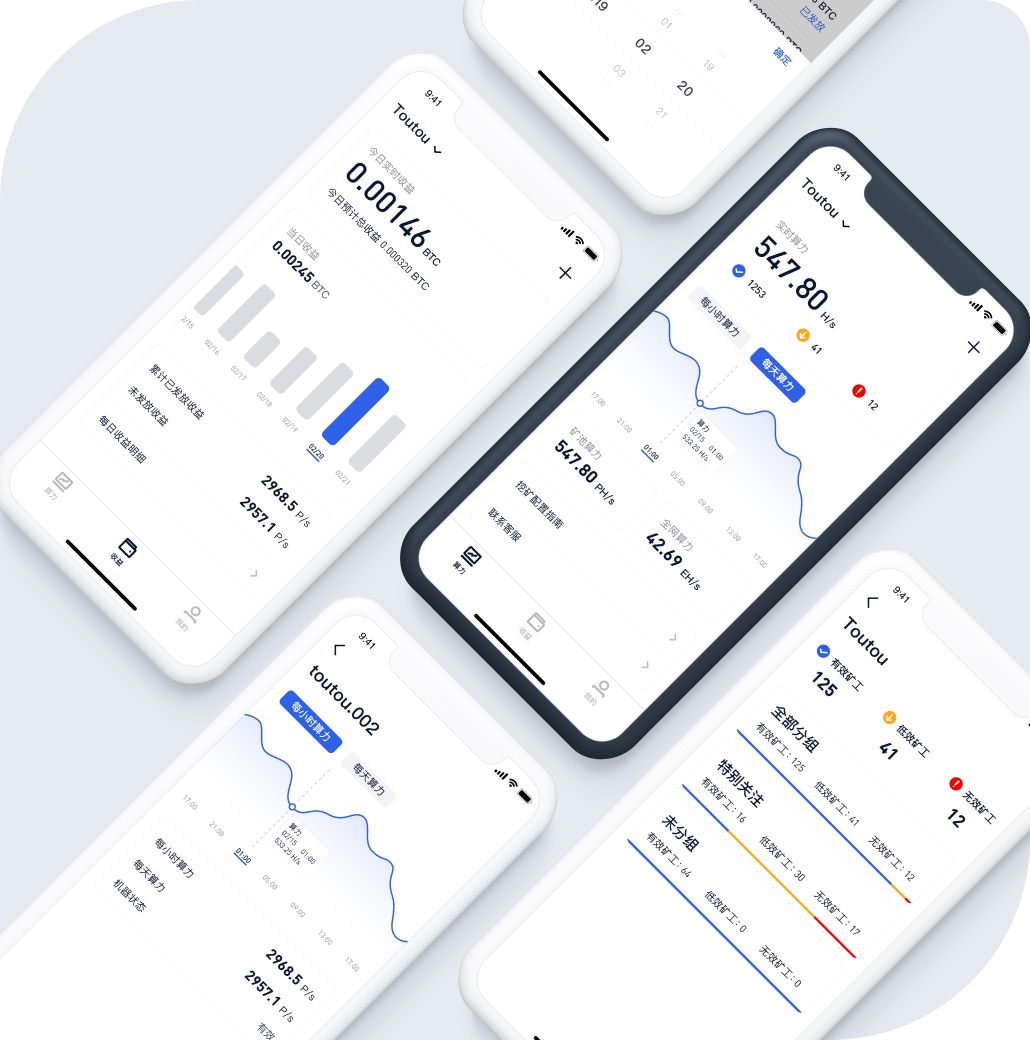 19
01
02
03
19
20
21
BTC
已发放
确定
9:41
Toutou
今日实时收益
0.00146 BTC
今日预计总收益 0.000320 BTC
当日收益
0.00245 BTC
2/15
02/16
02/17
02/18
02/19
02/20
02/21
累计已发放收益
2968.5 P/s
未发放收益
2957.1 P/s
每日收益明细
算力
收益
我的
9:41
Toutou
实时算力
547.80 H/s
1253
41
12
每小时算力
每天算力
算力
02/15 01:00
533.25 H/s
17:00
21:00
01:00
05:00
09:00
13:00
17:00
矿池算力
547.80 PH/s
全网算力
42.69 EH/s
挖矿配置指南
联系客服
算力
收益
我的
9:41
toutou.002
每小时算力
每天算力
算力
02/15 01:00
533.25 H/s
17:00
21:00
01:00
05:00
09:00
13:00
17:00
每小时算力
2968.5 P/s
每天算力
2957.1 P/s
机器状态
有效
9:41
Toutou
有效矿工
125
低效矿工
41
无效矿工
12
全部分组
有效矿工: 125
低效矿工: 41
无效矿工: 12
特别关注
有效矿工: 16
低效矿工: 30
无效矿工: 17
未分组
有效矿工: 64
低效矿工: 0
无效矿工: 0